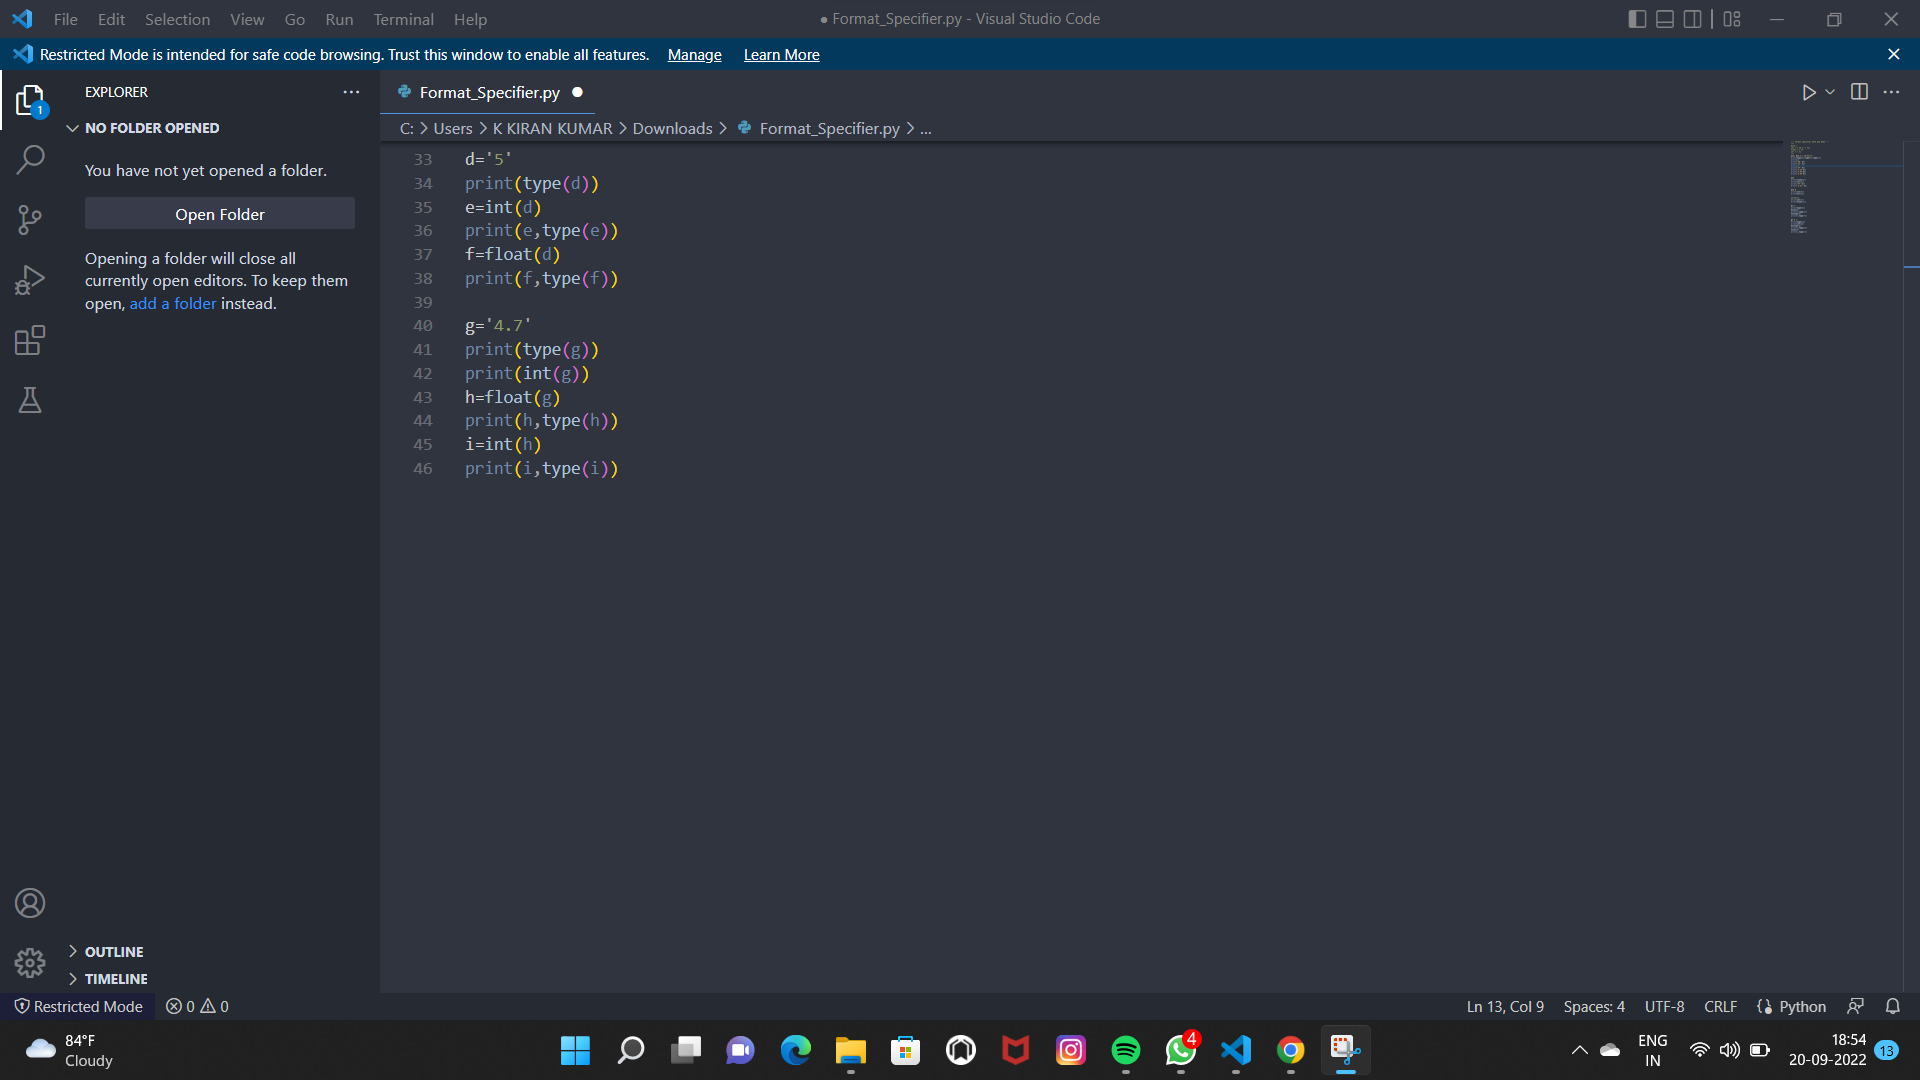 File Edit Selection View Go Run Terminal Help
● Format_Specifier.py - Visual Studio Code
Restricted Mode is intended for safe code browsing. Trust this window to enable all features. Manage Learn More
EXPLORER
NO FOLDER OPENED
You have not yet opened a folder.
Open Folder
Opening a folder will close all
currently open editors. To keep them
open, add a folder instead.
OUTLINE
TIMELINE
1
Format_Specifier.py
C: > Users > K KIRAN KUMAR > Downloads > Format_Specifier.py > ...
33 d='5'
34 print(type(d))
35 e=int(d)
36 print(e,type(e))
37 f=float(d)
38 print(f,type(f))
39
40 g='4.7'
41 print(type(g))
42 print(int(g))
43 h=float(g)
44 print(h,type(h))
45 i=int(h)
46 print(i,type(i))
Restricted Mode 0 0
Ln 13, Col 9 Spaces: 4 UTF-8 CRLF Python
84°F
Cloudy
4
ENG
IN
18:54
20-09-2022
13